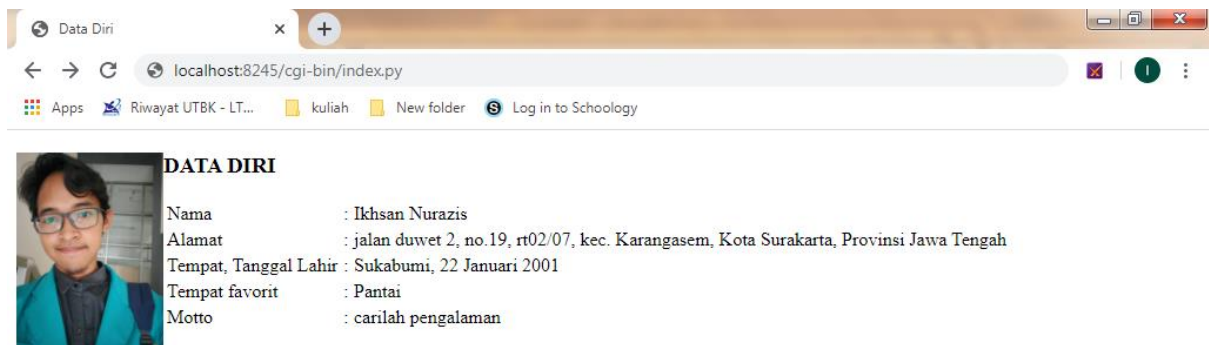 Data Diri
localhost:8245/cgi-bin/index.py
I
Apps Riwayat UTBK - LT... kuliah New folder S Log in to Schoology
DATA DIRI
Nama : Ikhsan Nurazis
Alamat : jalan duwet 2, no.19, rt02/07, kec. Karangasem, Kota Surakarta, Provinsi Jawa Tengah
Tempat, Tanggal Lahir : Sukabumi, 22 Januari 2001
Tempat favorit : Pantai
Motto : carilah pengalaman